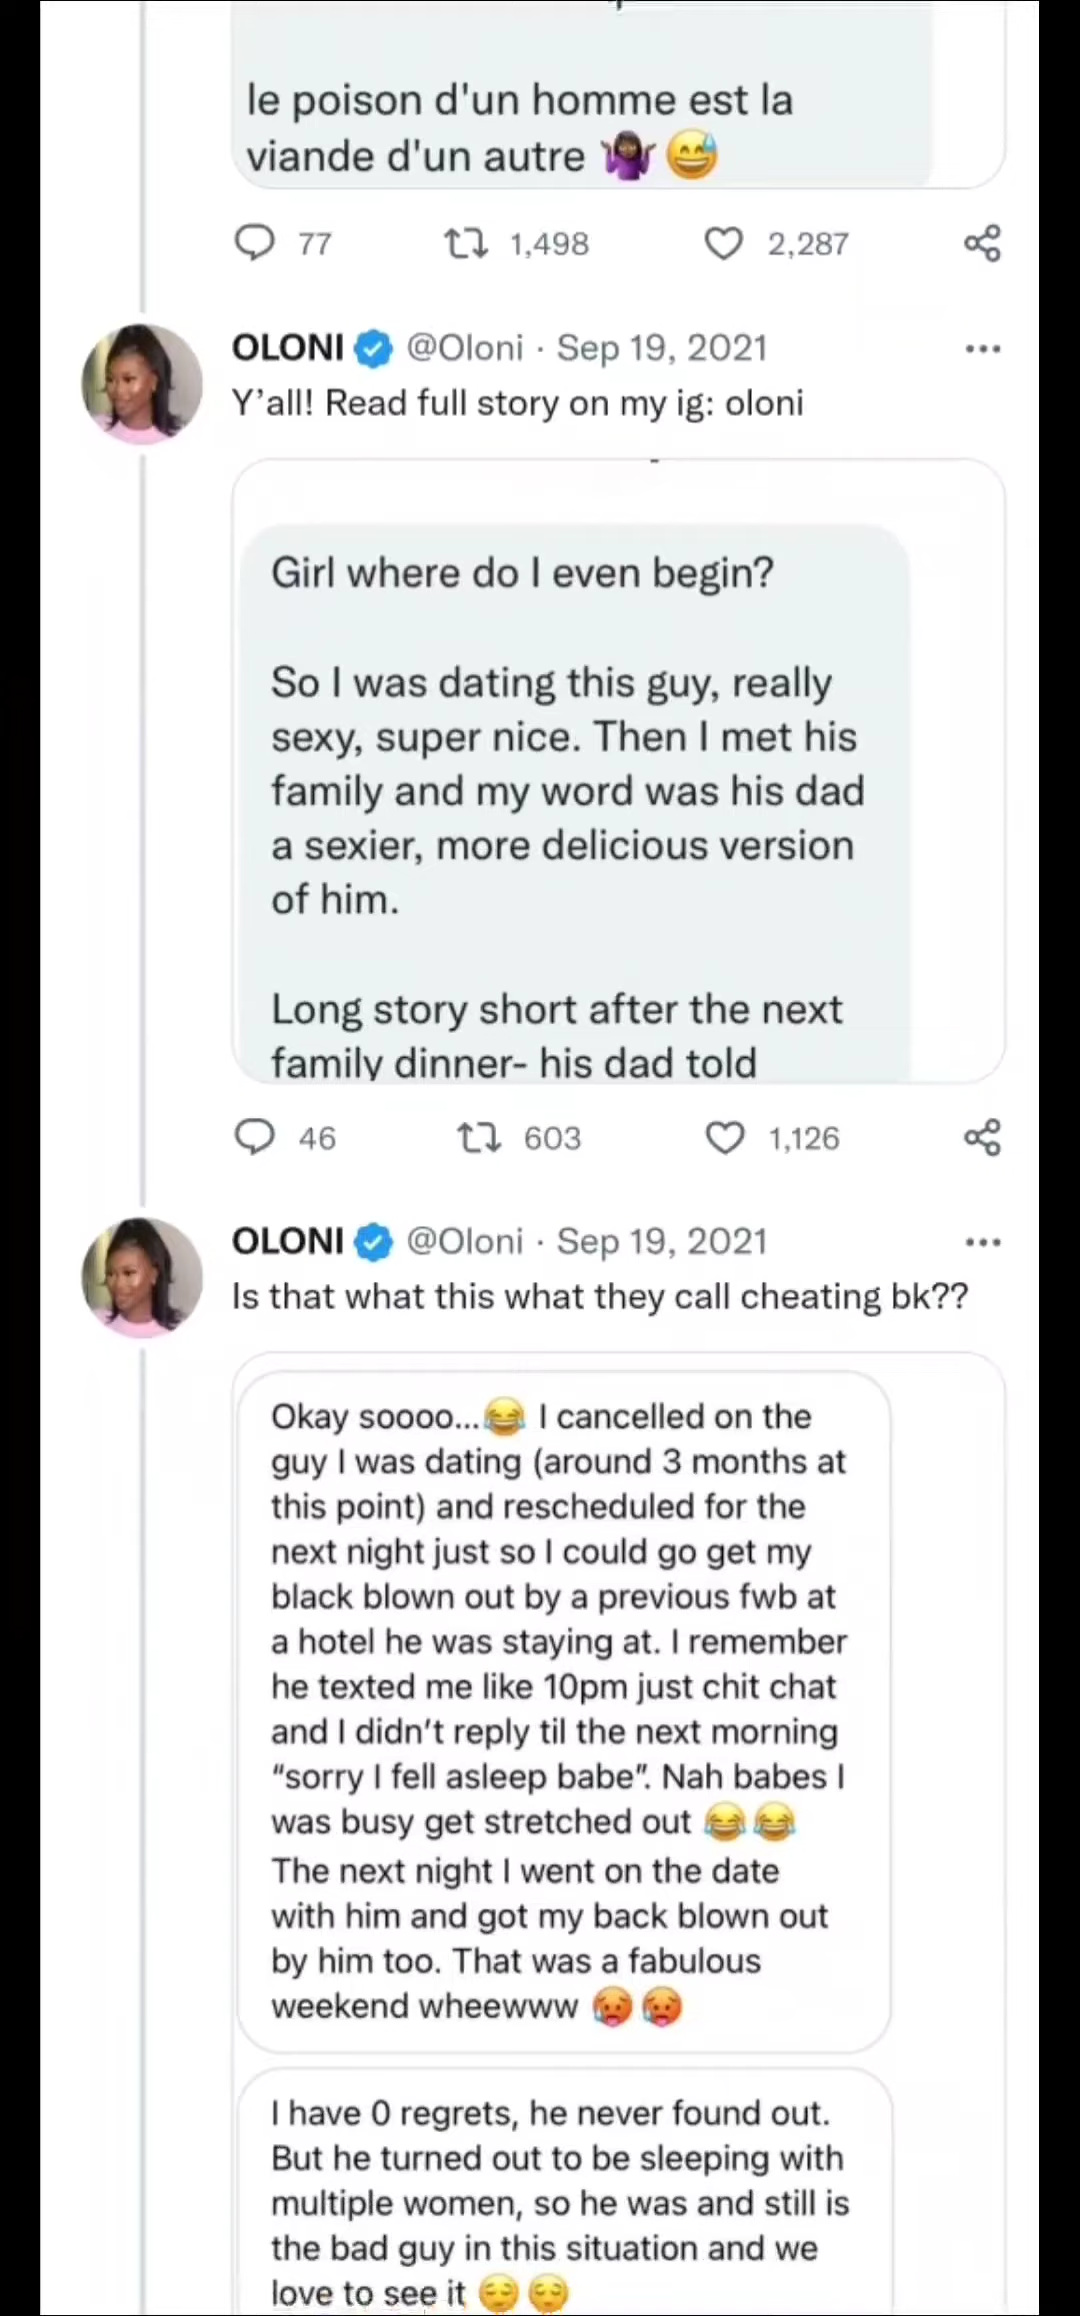 le poison d'un homme est la
viande d'un autre 🤷🏾‍♀️ 😅
77 1,498 2,287
OLONI @Oloni · Sep 19, 2021
Y’all! Read full story on my ig: oloni
Girl where do I even begin?
So I was dating this guy, really
sexy, super nice. Then I met his
family and my word was his dad
a sexier, more delicious version
of him.
Long story short after the next
family dinner- his dad told
46 603 1,126
OLONI @Oloni · Sep 19, 2021
Is that what this what they call cheating bk??
Okay soooo...😂 I cancelled on the
guy I was dating (around 3 months at
this point) and rescheduled for the
next night just so I could go get my
black blown out by a previous fwb at
a hotel he was staying at. I remember
he texted me like 10pm just chit chat
and I didn’t reply til the next morning
“sorry I fell asleep babe”. Nah babes I
was busy get stretched out 😂😂
The next night I went on the date
with him and got my back blown out
by him too. That was a fabulous
weekend wheewww 🥵🥵
I have 0 regrets, he never found out.
But he turned out to be sleeping with
multiple women, so he was and still is
the bad guy in this situation and we
love to see it 😌😌